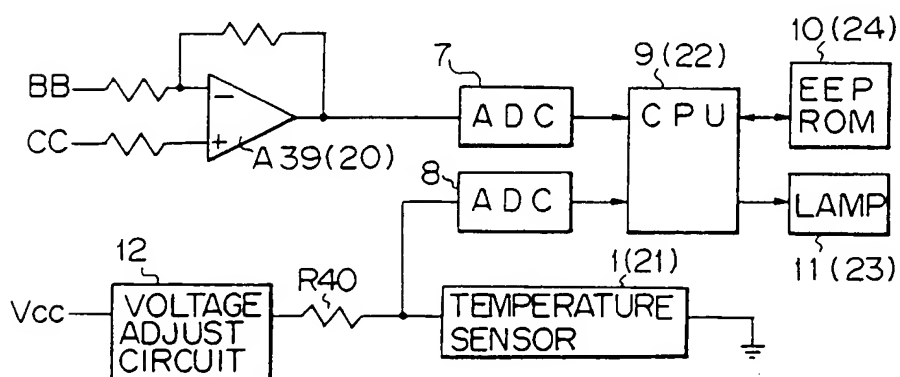 10(24)
7
9(22)
BB
−
ADC
CPU
EEP
ROM
CC
+
A39(20)
8
ADC
LAMP
12
R40
1(21)
11(23)
Vcc
VOLTAGE
ADJUST
CIRCUIT
TEMPERATURE
SENSOR